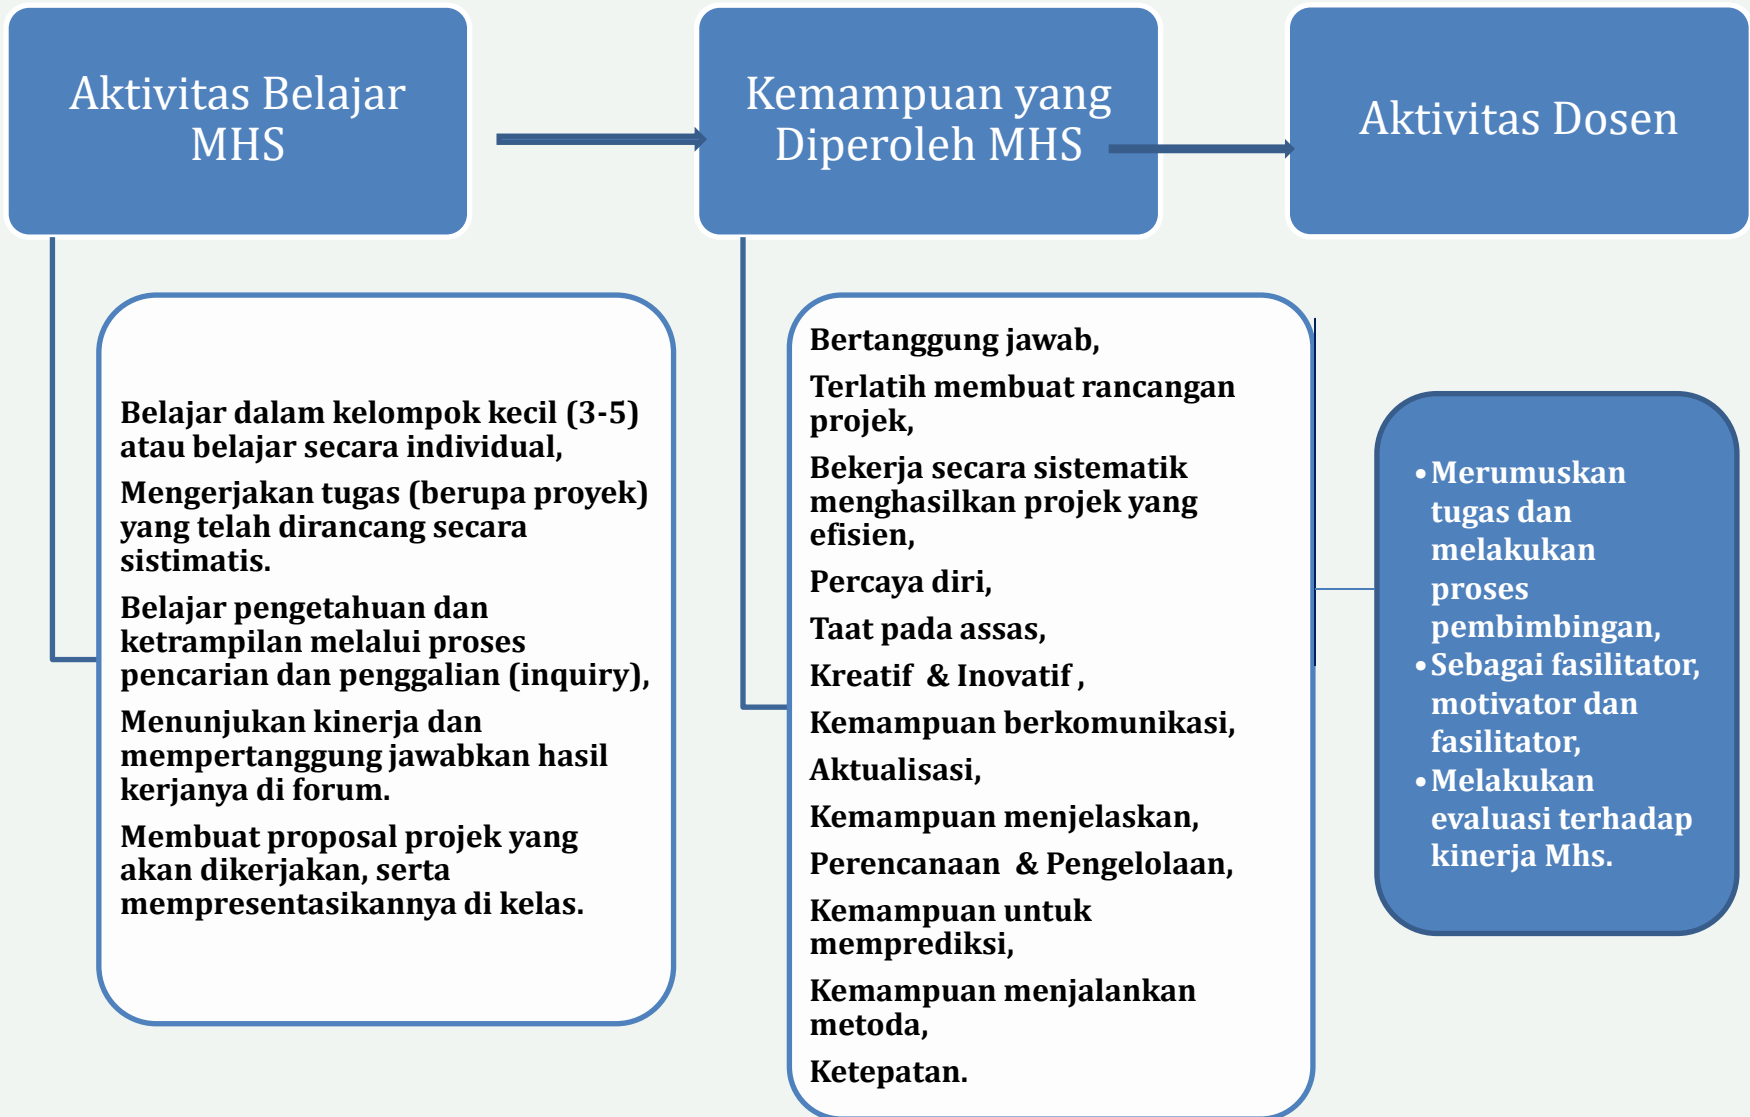 Aktivitas Belajar
MHS
Kemampuan yang
Diperoleh MHS
Aktivitas Dosen
Belajar dalam kelompok kecil (3-5)
atau belajar secara individual,
Mengerjakan tugas (berupa proyek)
yang telah dirancang secara
sistimatis.
Belajar pengetahuan dan
ketrampilan melalui proses
pencarian dan penggalian (inquiry),
Menunjukan kinerja dan
mempertanggung jawabkan hasil
kerjanya di forum.
Membuat proposal projek yang
akan dikerjakan, serta
mempresentasikannya di kelas.
Bertanggung jawab,
Terlatih membuat rancangan
projek,
Bekerja secara sistematik
menghasilkan projek yang
efisien,
Percaya diri,
Taat pada assas,
Kreatif & Inovatif ,
Kemampuan berkomunikasi,
Aktualisasi,
Kemampuan menjelaskan,
Perencanaan & Pengelolaan,
Kemampuan untuk
memprediksi,
Kemampuan menjalankan
metoda,
Ketepatan.
• Merumuskan
tugas dan
melakukan
proses
pembimbingan,
• Sebagai fasilitator,
motivator dan
fasilitator,
• Melakukan
evaluasi terhadap
kinerja Mhs.